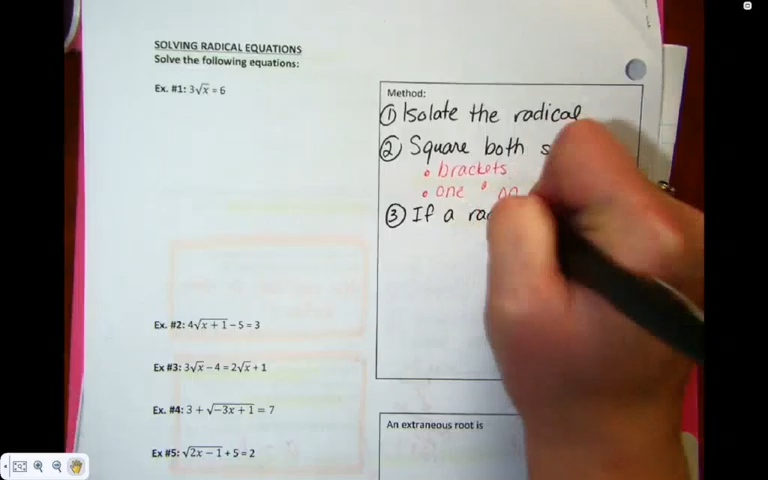 SOLVING RADICAL EQUATIONS
Solve the following equations:
Ex. #1: 3√x = 6
Method:
① Isolate the radical
② Square both
• brackets
• one
③ If a
Ex. #2: 4√(x + 1) − 5 = 3
Ex #3: 3√x − 4 = 2√x + 1
Ex. #4: 3 + √(−3x + 1) = 7
Ex #5: √(2x − 1) + 5 = 2
An extraneous root is